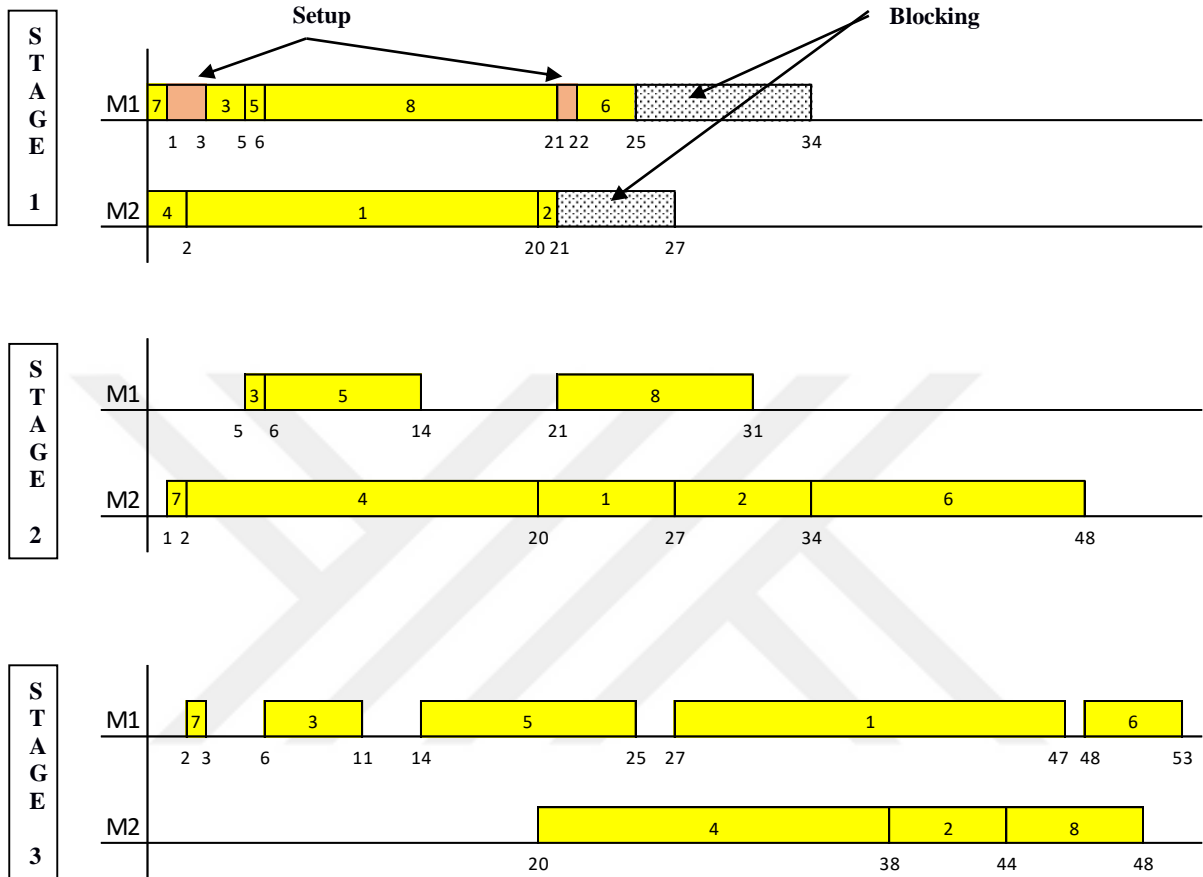 Setup Blocking
STAGE 1
M1 7 3 5 8 6
1 3 5 6 21 22 25 34
M2 4 1 2
2 20 21 27
STAGE 2
M1 3 5 8
5 6 14 21 31
M2 7 4 1 2 6
1 2 20 27 34 48
STAGE 3
M1 7 3 5 1 6
2 3 6 11 14 25 27 47 48 53
M2 4 2 8
20 38 44 48